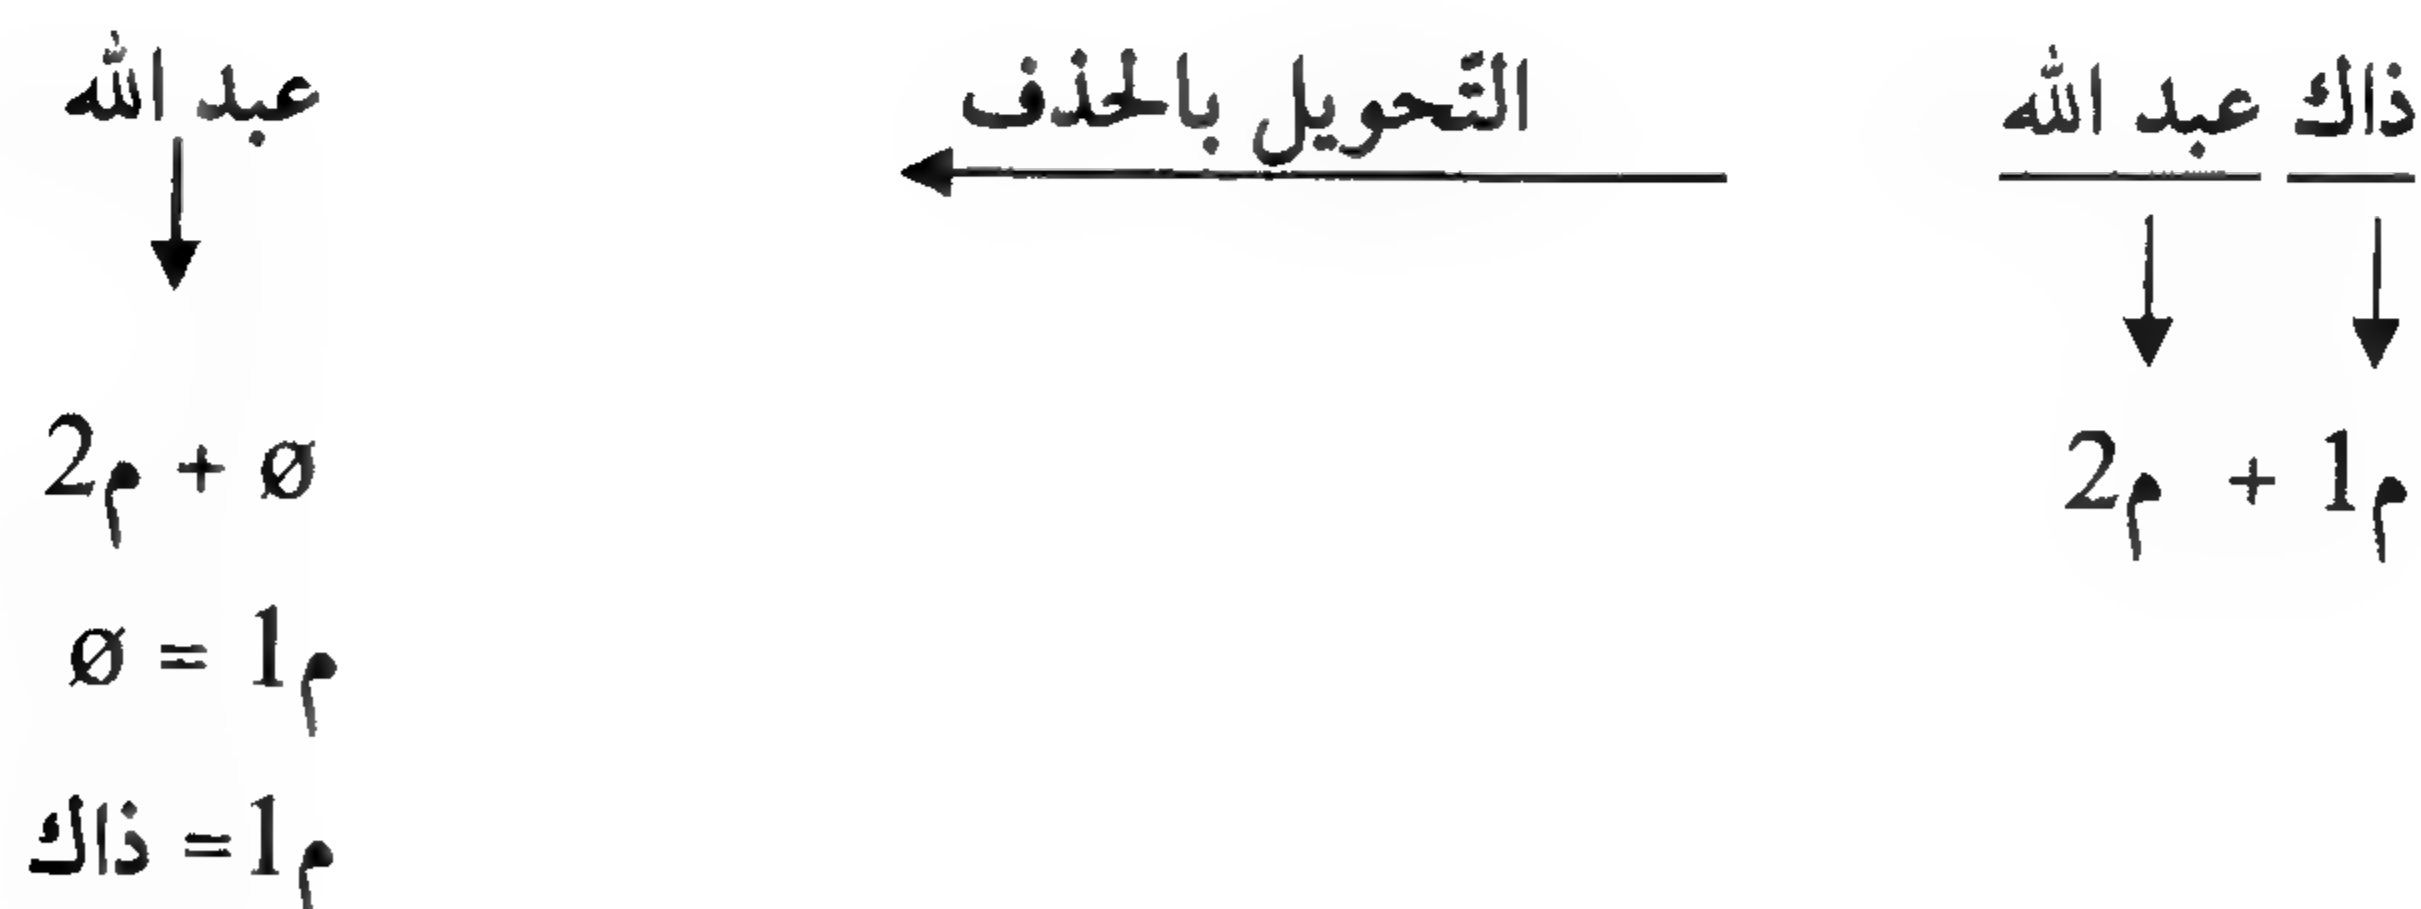 ذاك عبد الله التّحويل بالحذف عبد الله
م1 + م2 ø + م2
م1 = ø
م1 = ذاك